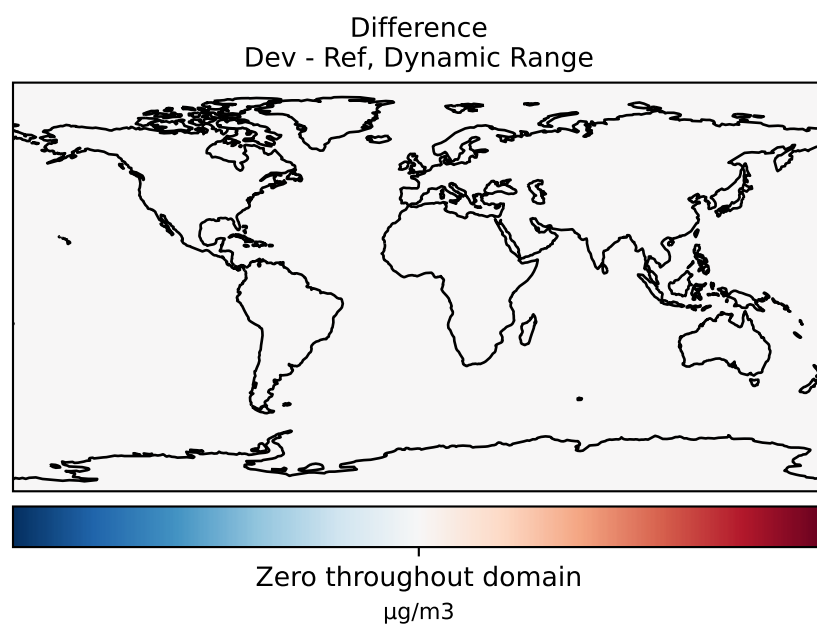 Difference
Dev - Ref, Dynamic Range
Zero throughout domain
μg/m3